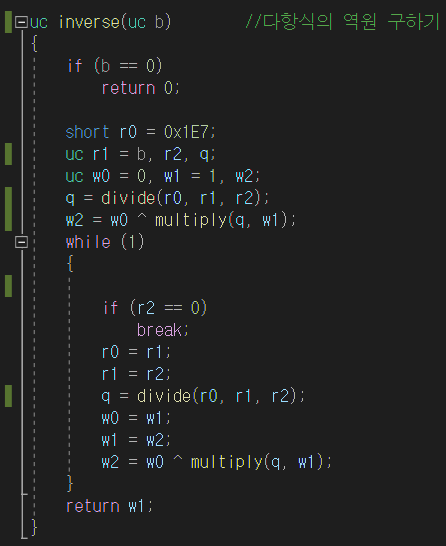 uc inverse(uc b) //다항식의 역원 구하기
{
if (b == 0)
return 0;
short r0 = 0x1E7;
uc r1 = b, r2, q;
uc w0 = 0, w1 = 1, w2;
q = divide(r0, r1, r2);
w2 = w0 ^ multiply(q, w1);
while (1)
{
if (r2 == 0)
break;
r0 = r1;
r1 = r2;
q = divide(r0, r1, r2);
w0 = w1;
w1 = w2;
w2 = w0 ^ multiply(q, w1);
}
return w1;
}